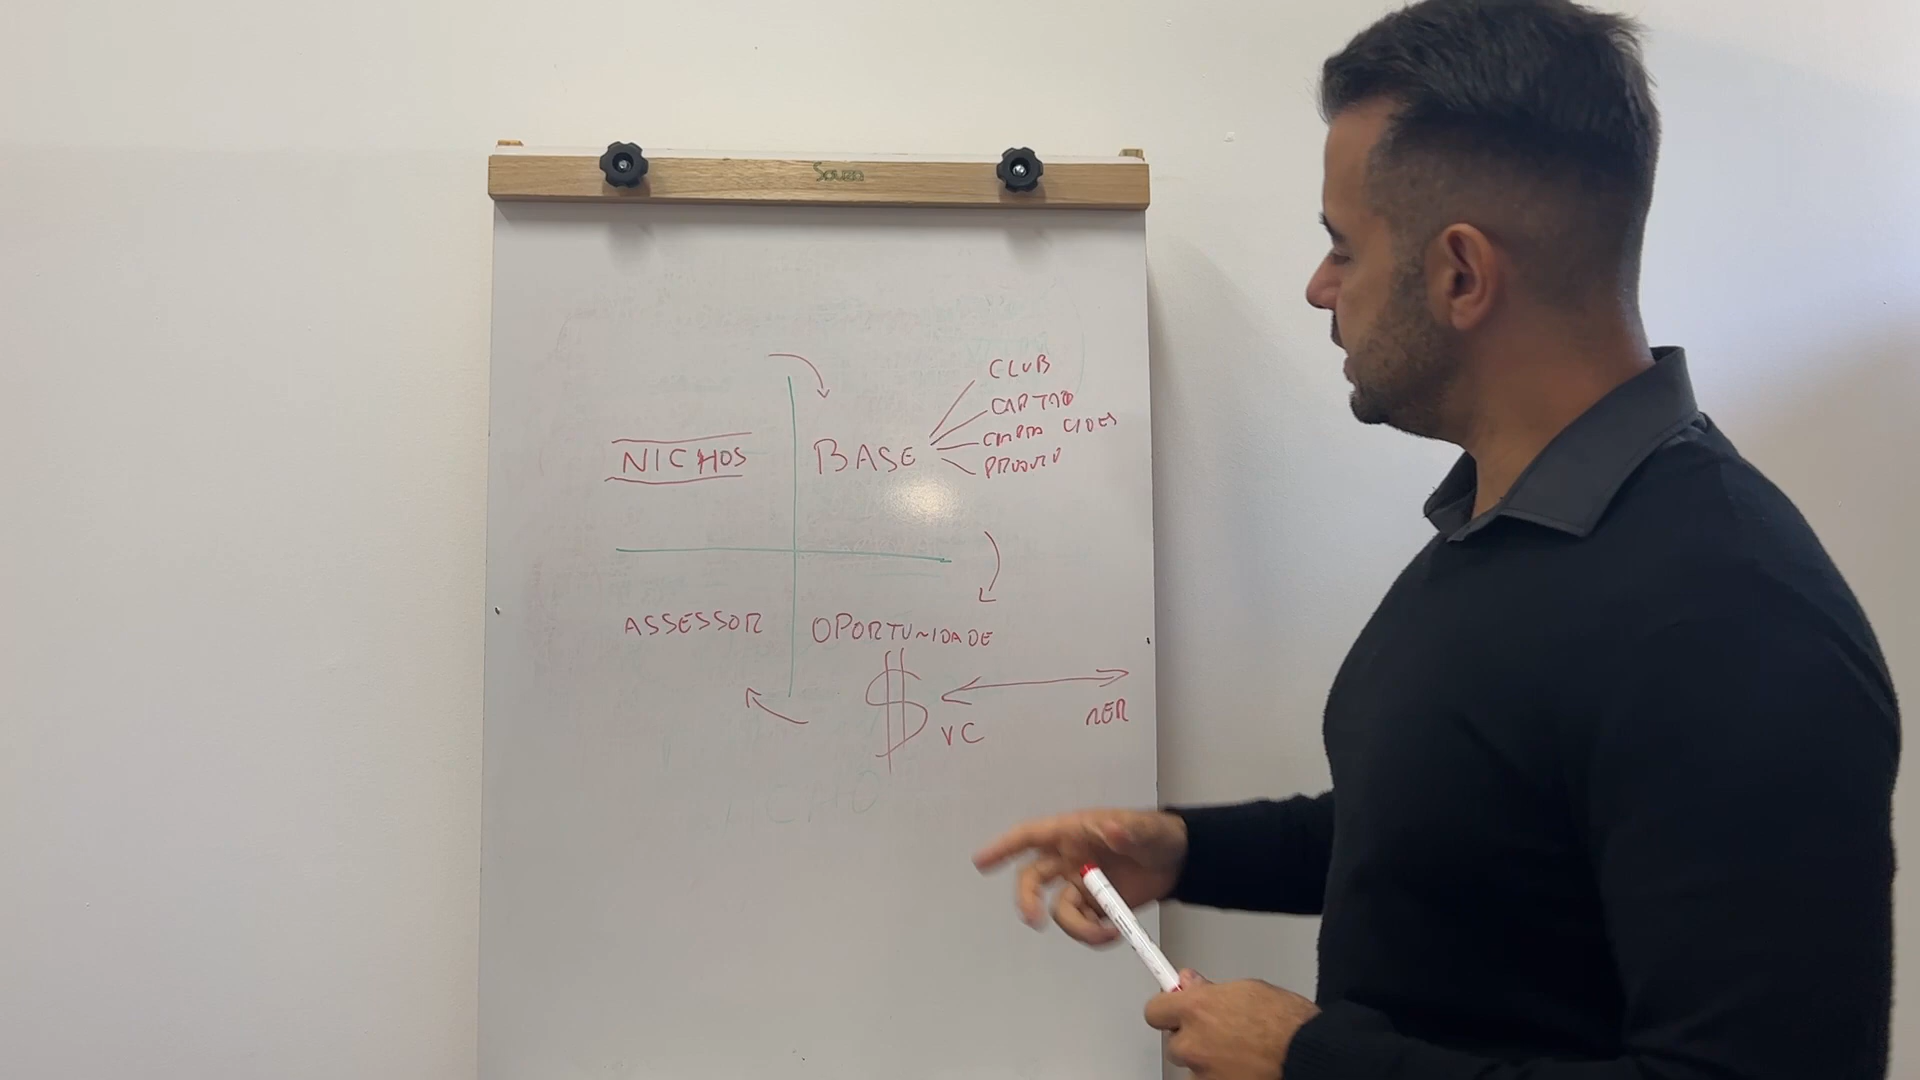 Souza
CLUB
CARTÃO
NICHOS
BASE
PRODUTO
ASSESSOR
OPORTUNIDADE
$
VC